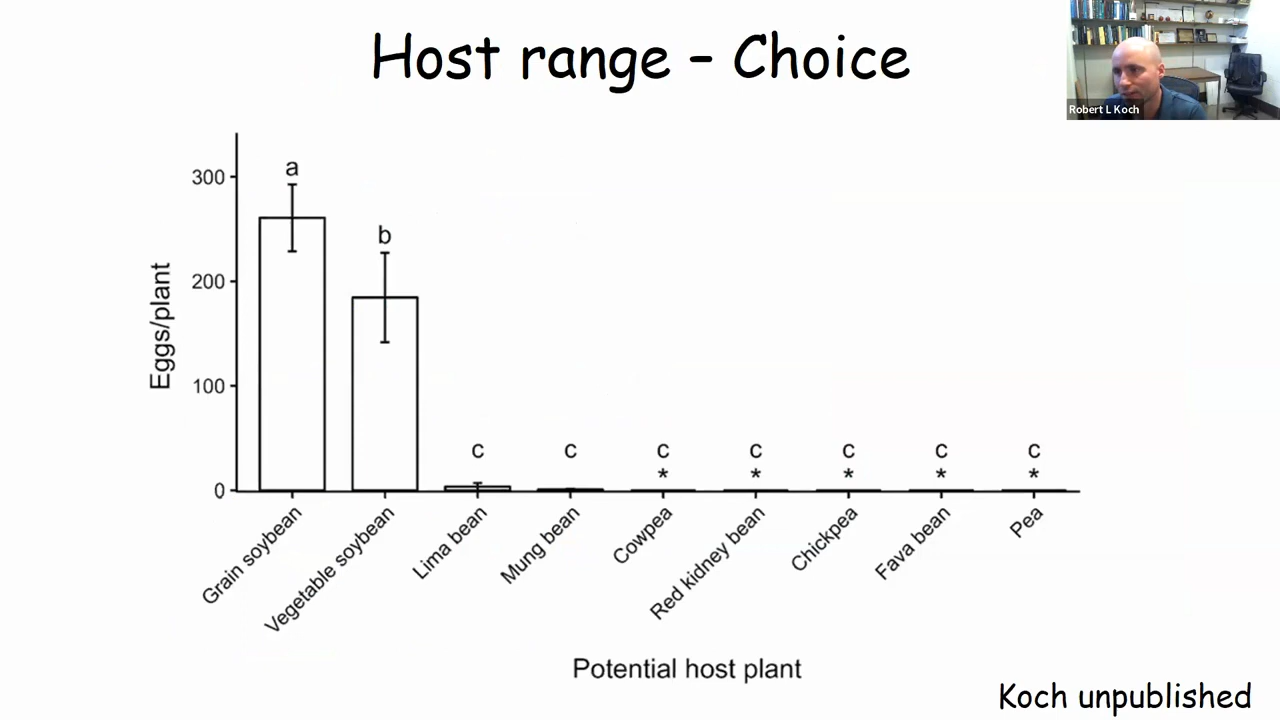 Host range – Choice
Robert L Koch
Eggs/plant
300
200
100
0
a
b
c
c
c
c
c
c
c
*
*
*
*
*
Grain soybean
Vegetable soybean
Lima bean
Mung bean
Cowpea
Red kidney bean
Chickpea
Fava bean
Pea
Potential host plant
Koch unpublished